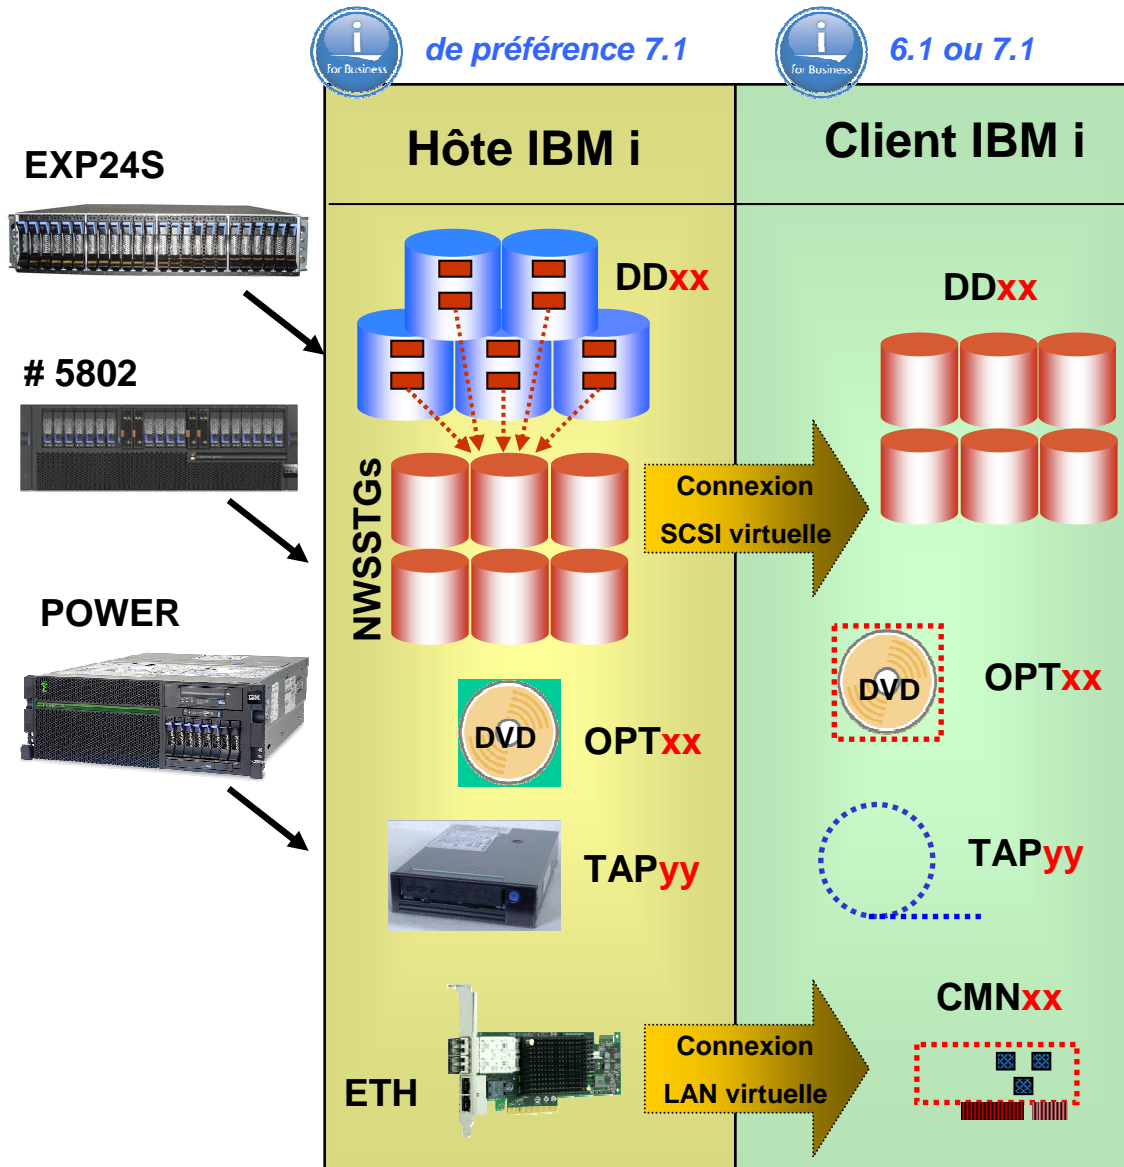 i
for Business
de préférence 7.1
i
for Business
6.1 ou 7.1
Hôte IBM i
Client IBM i
EXP24S
# 5802
POWER
DDxx
DDxx
NWSSTGs
Connexion
SCSI virtuelle
DVD
OPTxx
DVD
OPTxx
TAPyy
TAPyy
ETH
Connexion
LAN virtuelle
CMNxx
IBM